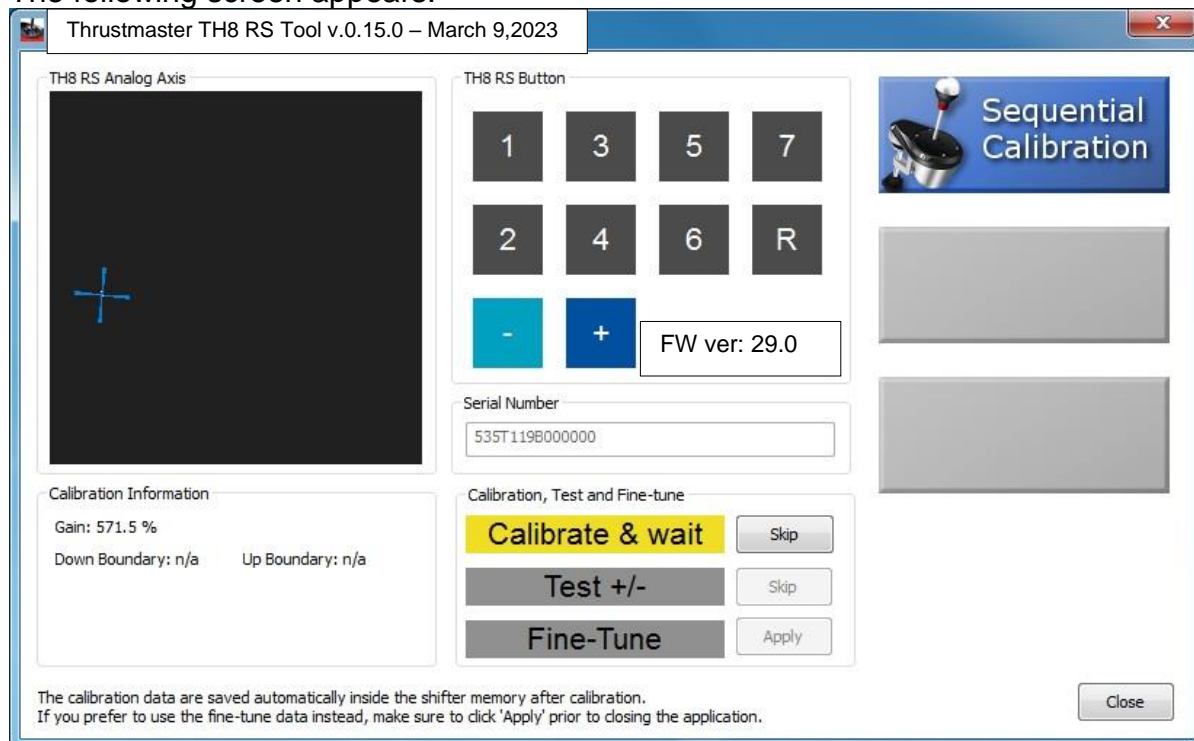 The following screen appears:
Thrustmaster TH8 RS Tool v.0.15.0 – March 9,2023
X
TH8 RS Analog Axis
TH8 RS Button
1
3
5
7
2
4
6
R
-
+
FW ver: 29.0
Sequential
Calibration
Serial Number
535T119B000000
Calibration Information
Gain: 571.5 %
Down Boundary: n/a Up Boundary: n/a
Calibration, Test and Fine-tune
Calibrate & wait Skip
Test +/- Skip
Fine-Tune Apply
The calibration data are saved automatically inside the shifter memory after calibration.
If you prefer to use the fine-tune data instead, make sure to click 'Apply' prior to closing the application.
Close